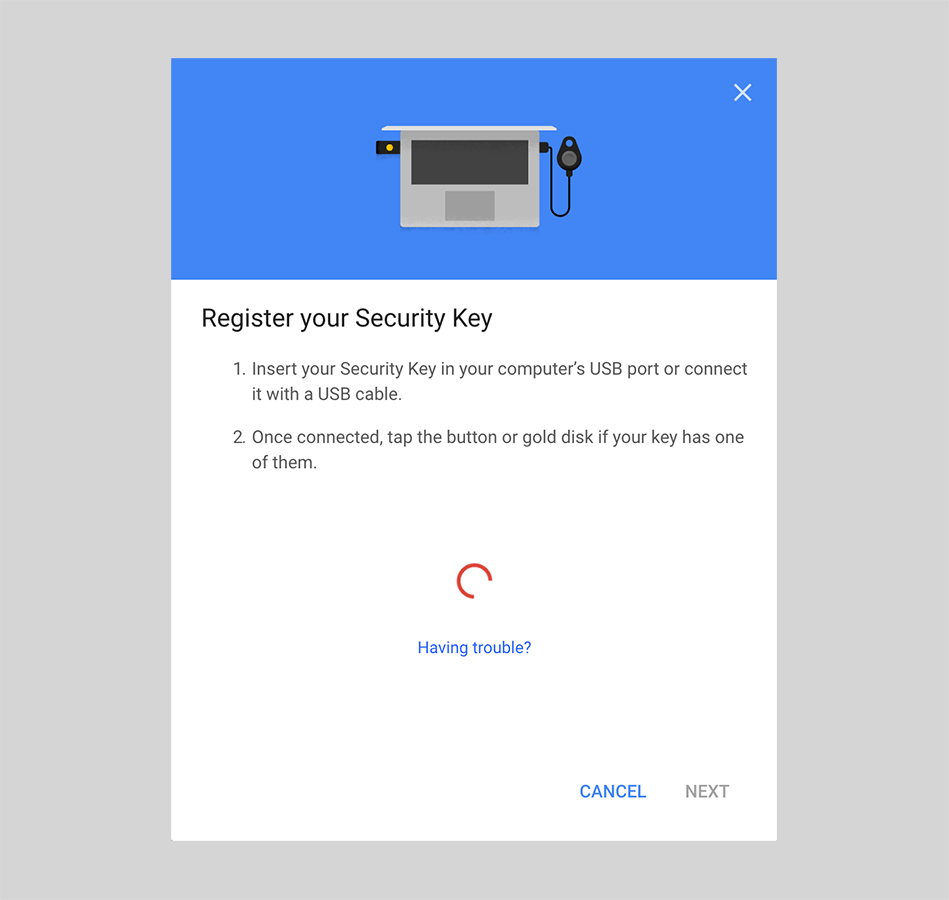 Register your Security Key
1. Insert your Security Key in your computer’s USB port or connect
it with a USB cable.
2. Once connected, tap the button or gold disk if your key has one
of them.
Having trouble?
CANCEL NEXT